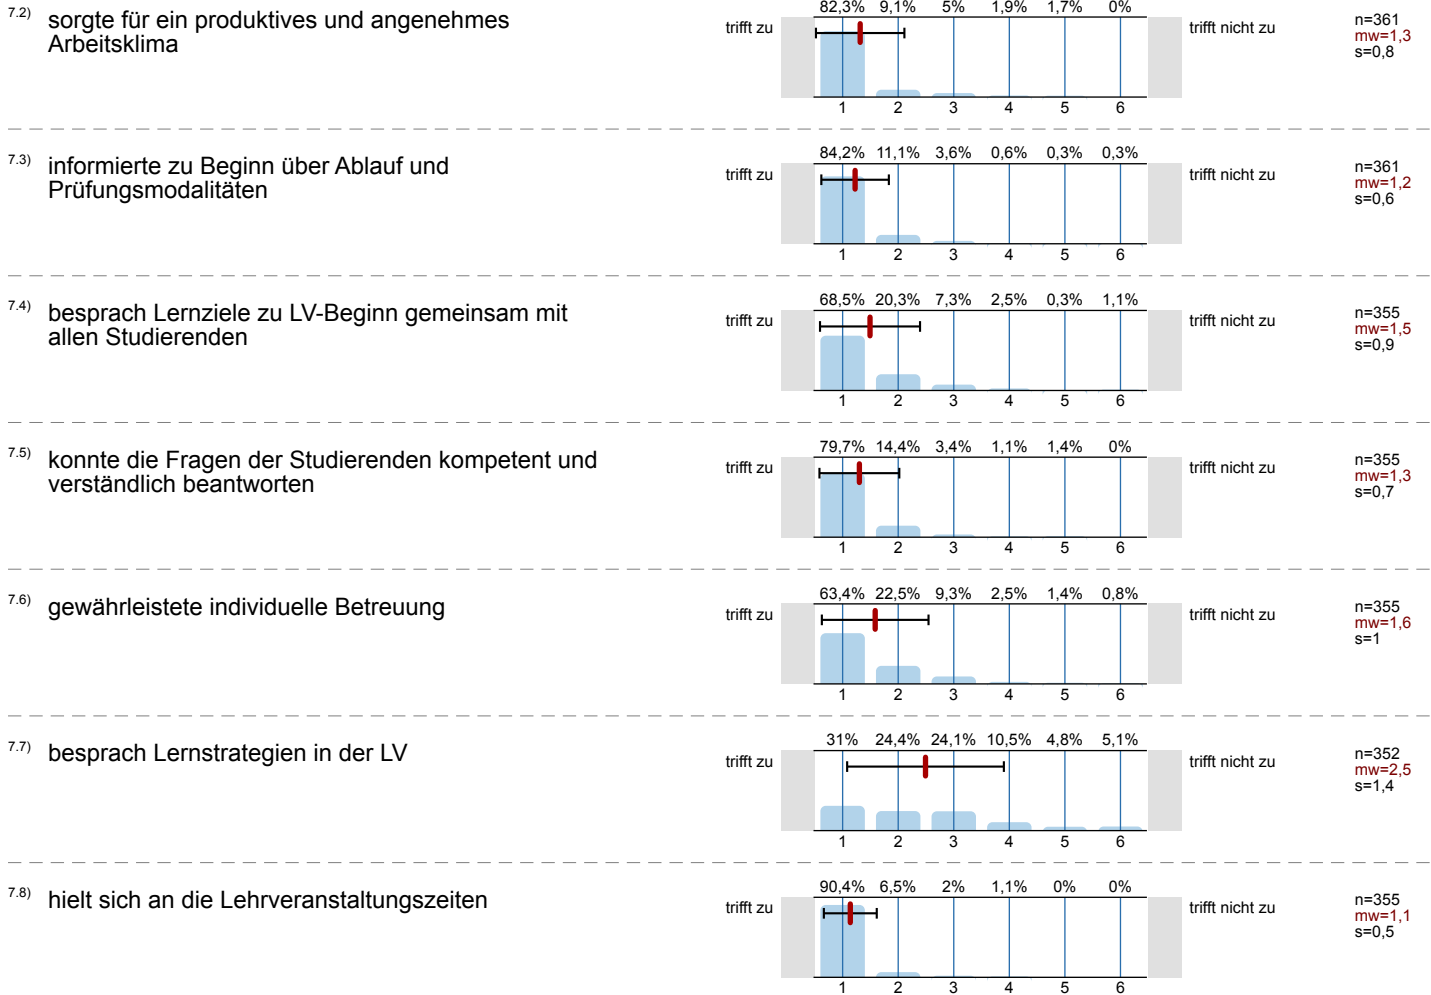 7.2) sorgte für ein produktives und angenehmes
Arbeitsklima
trifft zu
82,3% 9,1% 5% 1,9% 1,7% 0%
1 2 3 4 5 6
trifft nicht zu
n=361
mw=1,3
s=0,8
7.3) informierte zu Beginn über Ablauf und
Prüfungsmodalitäten
trifft zu
84,2% 11,1% 3,6% 0,6% 0,3% 0,3%
1 2 3 4 5 6
trifft nicht zu
n=361
mw=1,2
s=0,6
7.4) besprach Lernziele zu LV-Beginn gemeinsam mit
allen Studierenden
trifft zu
68,5% 20,3% 7,3% 2,5% 0,3% 1,1%
1 2 3 4 5 6
trifft nicht zu
n=355
mw=1,5
s=0,9
7.5) konnte die Fragen der Studierenden kompetent und
verständlich beantworten
trifft zu
79,7% 14,4% 3,4% 1,1% 1,4% 0%
1 2 3 4 5 6
trifft nicht zu
n=355
mw=1,3
s=0,7
7.6) gewährleistete individuelle Betreuung
trifft zu
63,4% 22,5% 9,3% 2,5% 1,4% 0,8%
1 2 3 4 5 6
trifft nicht zu
n=355
mw=1,6
s=1
7.7) besprach Lernstrategien in der LV
trifft zu
31% 24,4% 24,1% 10,5% 4,8% 5,1%
1 2 3 4 5 6
trifft nicht zu
n=352
mw=2,5
s=1,4
7.8) hielt sich an die Lehrveranstaltungszeiten
trifft zu
90,4% 6,5% 2% 1,1% 0% 0%
1 2 3 4 5 6
trifft nicht zu
n=355
mw=1,1
s=0,5